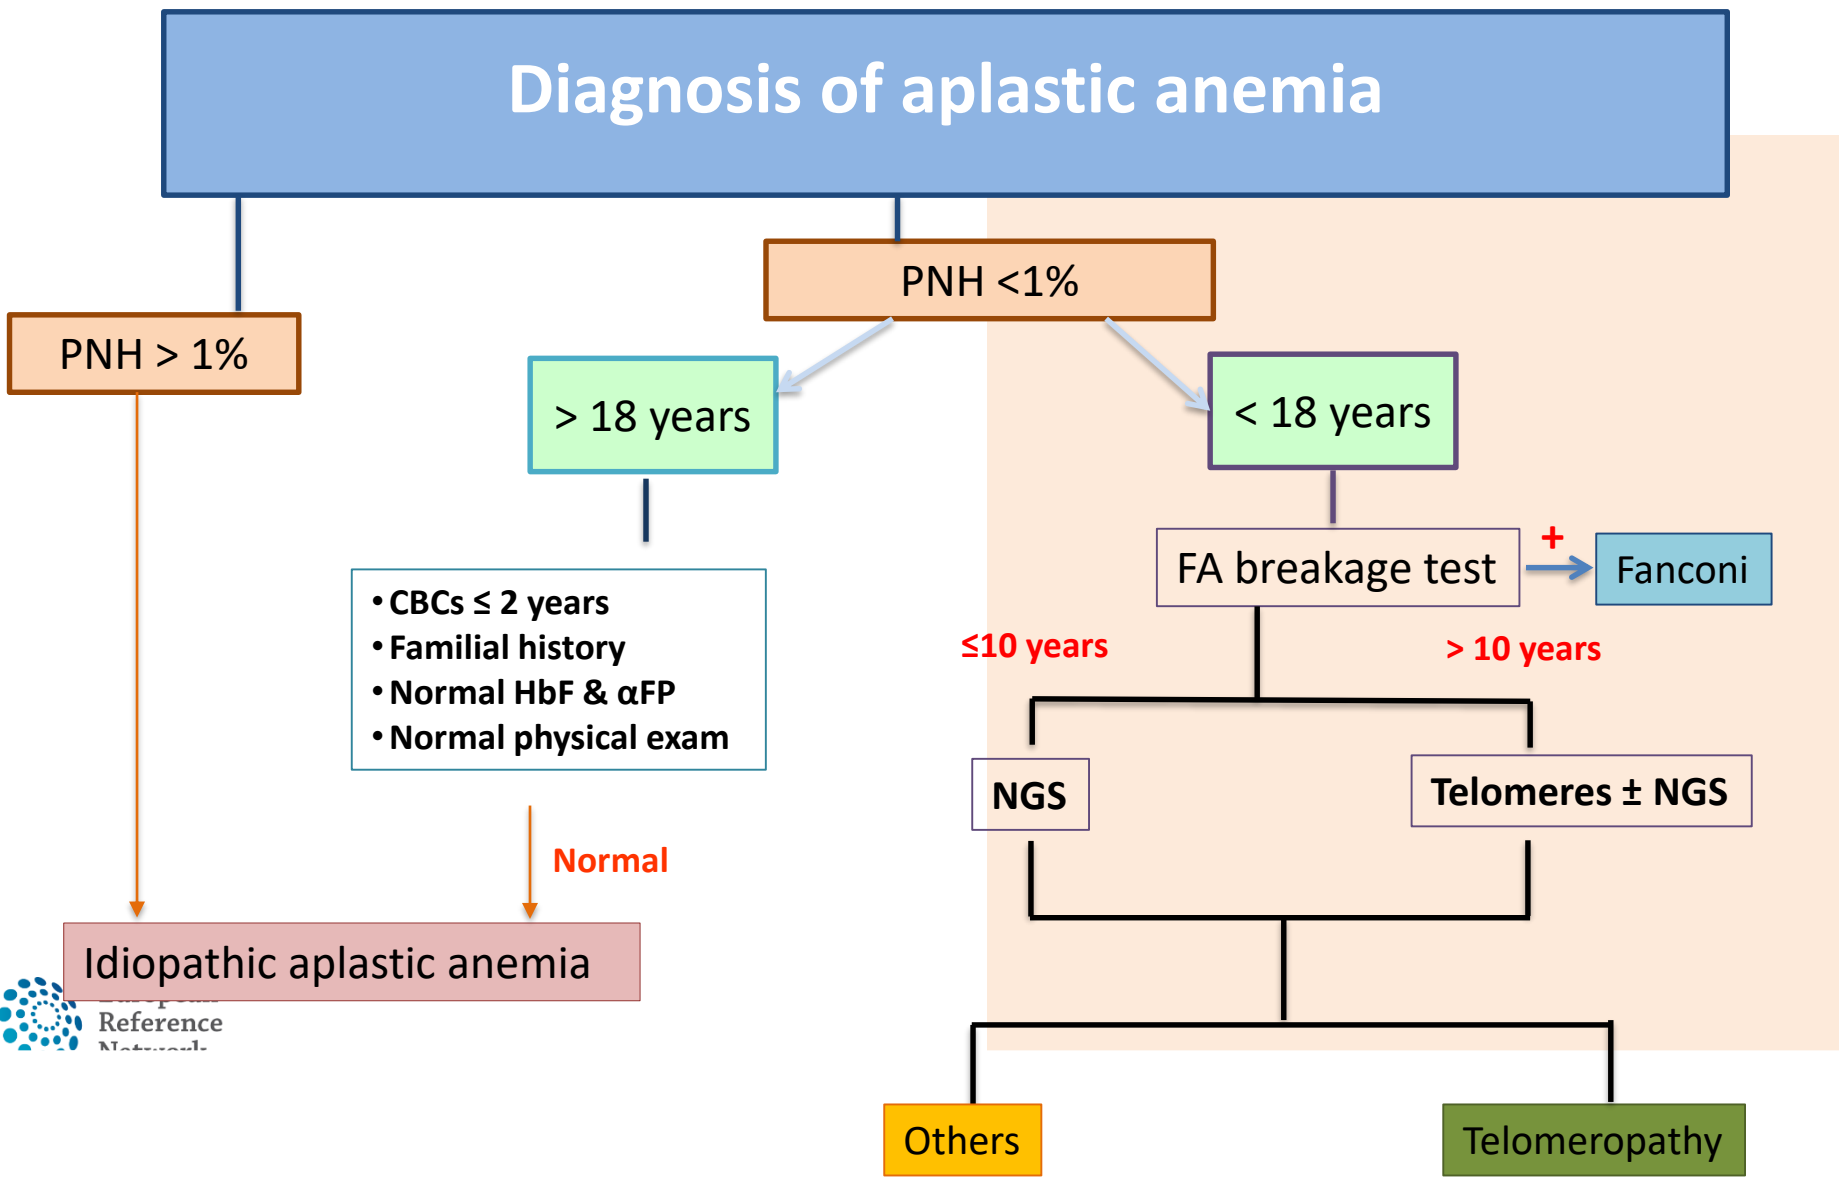 Diagnosis of aplastic anemia
PNH <1%
PNH > 1%
> 18 years
< 18 years
FA breakage test
+
Fanconi
• CBCs ≤ 2 years
• Familial history
• Normal HbF & αFP
• Normal physical exam
≤10 years
> 10 years
NGS
Telomeres ± NGS
Normal
Idiopathic aplastic anemia
European
Reference
Network
Others
Telomeropathy